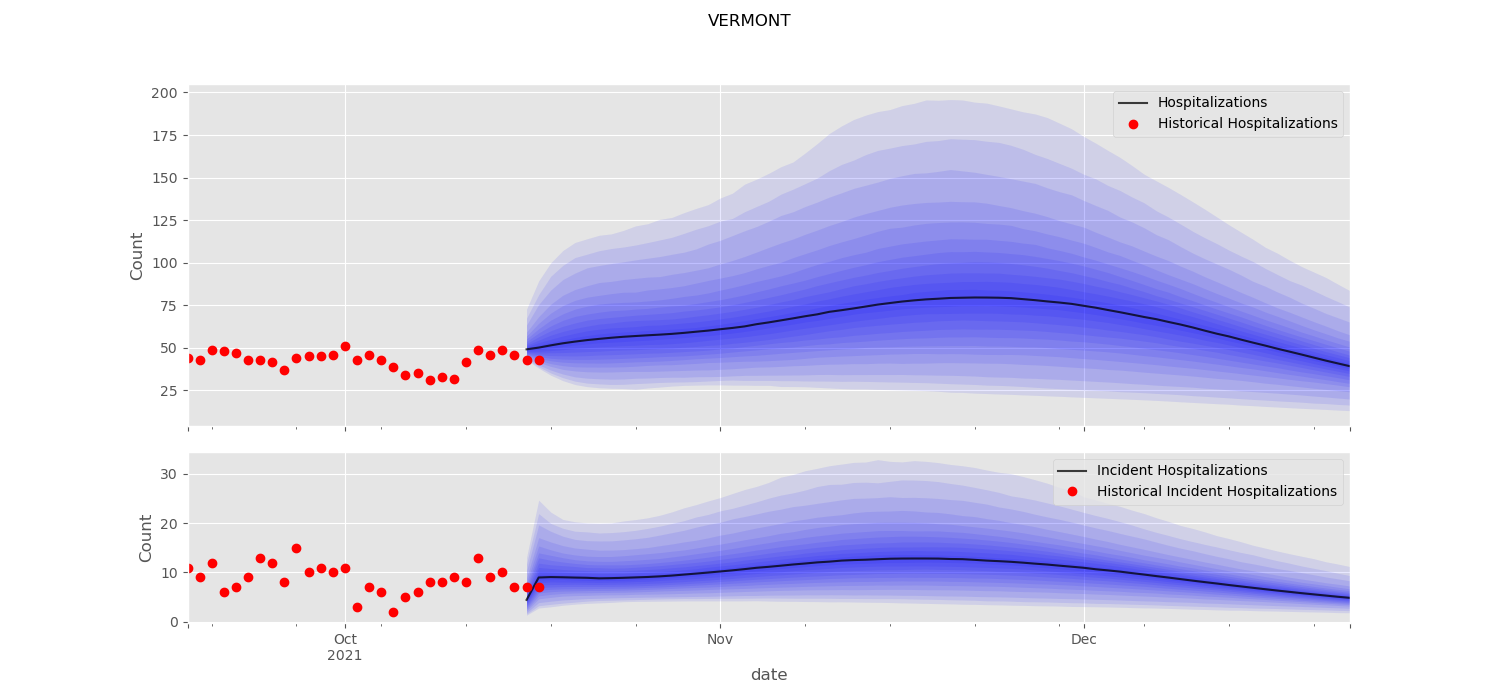 VERMONT
200
175
150
125
100
75
50
25
Count
Hospitalizations
Historical Hospitalizations
30
20
10
0
Count
Incident Hospitalizations
Historical Incident Hospitalizations
Oct
2021
Nov
Dec
date